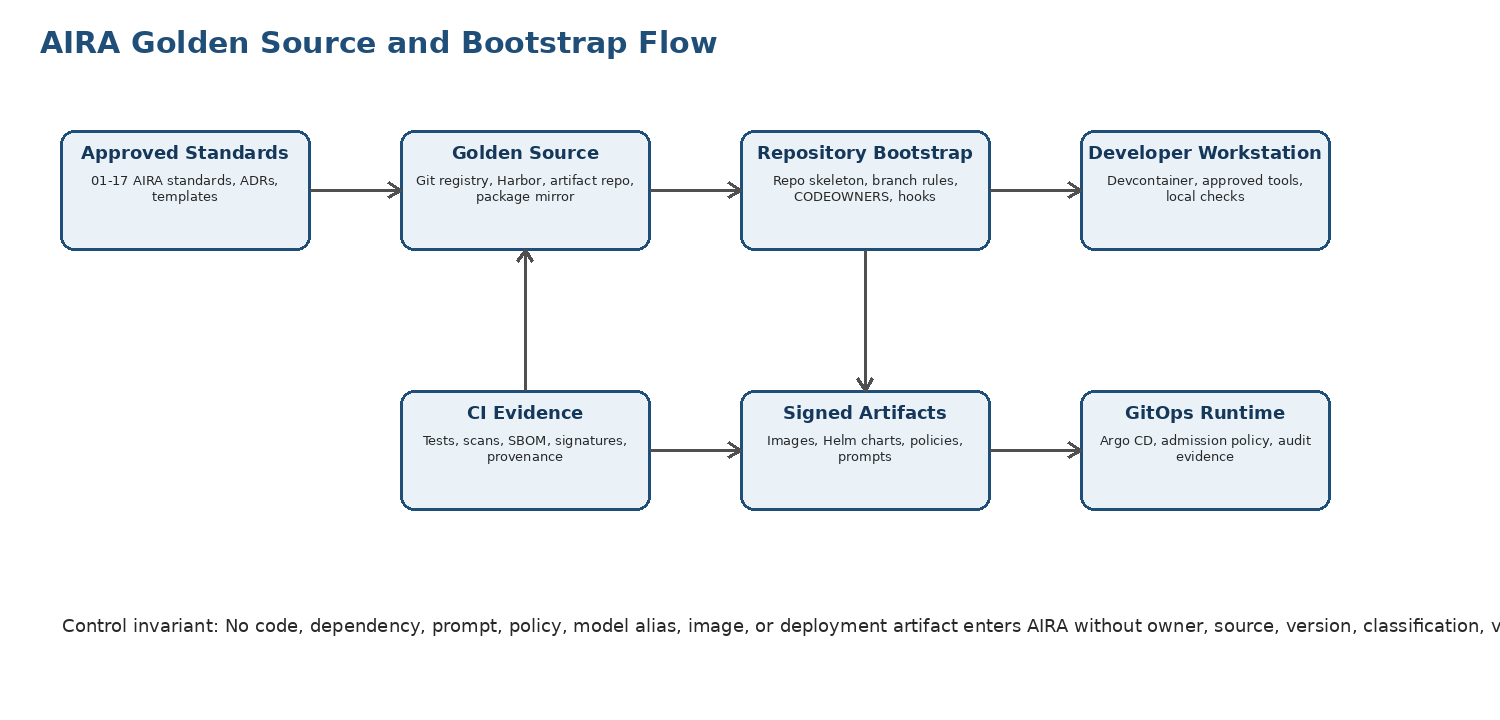 AIRA Golden Source and Bootstrap Flow
Approved Standards
01-17 AIRA standards, ADRs,
templates
Golden Source
Git registry, Harbor, artifact repo,
package mirror
Repository Bootstrap
Repo skeleton, branch rules,
CODEOWNERS, hooks
Developer Workstation
Devcontainer, approved tools,
local checks
CI Evidence
Tests, scans, SBOM, signatures,
provenance
Signed Artifacts
Images, Helm charts, policies,
prompts
GitOps Runtime
Argo CD, admission policy, audit
evidence
Control invariant: No code, dependency, prompt, policy, model alias, image, or deployment artifact enters AIRA without owner, source, version, classification,